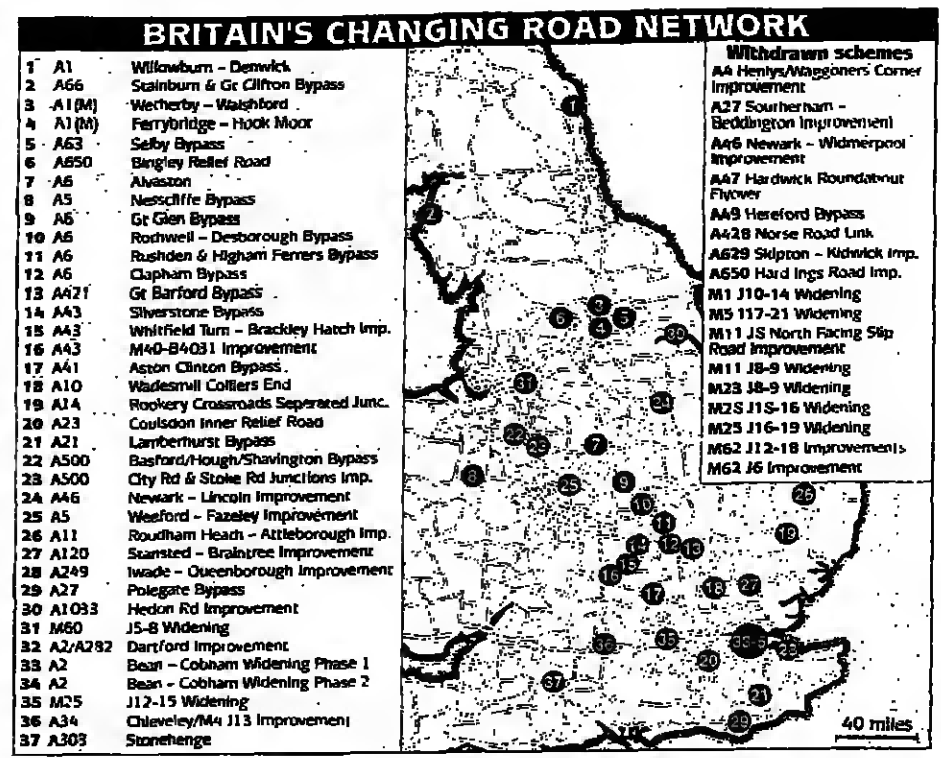 BRITAIN'S CHANGING ROAD NETWORK
1 A1 Willowburn – Denwick
2 A66 Stainburn & Gt Clifton Bypass
3 A1(M) Wetherby – Walshford
4 A1(M) Ferrybridge – Hook Moor
5 A63 Selby Bypass
6 A650 Bingley Relief Road
7 A6 Alvaston
8 A5 Nesscliffe Bypass
9 A6 Gt Glen Bypass
10 A6 Rothwell – Desborough Bypass
11 A6 Rushden & Higham Ferrers Bypass
12 A6 Clapham Bypass
13 A421 Gt Barford Bypass
14 A43 Silverstone Bypass
15 A43 Whitfield Turn – Brackley Hatch Imp.
16 A43 M40-B4031 Improvement
17 A41 Aston Clinton Bypass
18 A10 Wadesmill Colliers End
19 A14 Rookery Crossroads Seperated Junc.
20 A23 Coulsdon Inner Relief Road
21 A21 Lamberhurst Bypass
22 A500 Basford/Hough/Shavington Bypass
23 A500 City Rd & Stoke Rd Junctions Imp.
24 A46 Newark – Lincoln Improvement
25 A5 Weeford – Fazeley Improvement
26 A11 Roudham Heath – Attleborough Imp.
27 A120 Stansted – Braintree Improvement
28 A249 Iwade – Queenborough Improvement
29 A27 Polegate Bypass
30 A1033 Hedon Rd Improvement
31 M60 J5-8 Widening
32 A2/A282 Dartford Improvement
33 A2 Bean – Cobham Widening Phase 1
34 A2 Bean – Cobham Widening Phase 2
35 M25 J12-15 Widening
36 A34 Chieveley/M4 J13 Improvement
37 A303 Stonehenge
Withdrawn schemes
A4 Henlys/Waggoners Corner
Improvement
A27 Southerham –
Beddington Improvement
A46 Newark – Widmerpool
Improvement
A47 Hardwick Roundabout
Flyover
A49 Hereford Bypass
A428 Norse Road Link
A629 Skipton – Kidwick Imp.
A650 Hard Ings Road Imp.
M1 J10-14 Widening
M5 J17-21 Widening
M11 J5 North Facing Slip
Road Improvement
M11 J8-9 Widening
M23 J8-9 Widening
M25 J15-16 Widening
M25 J16-19 Widening
M62 J12-18 Improvements
M62 J6 Improvement
1
2
3
6 5
4
30
31
24
22
23 7
8 25 9
26
10
11
19
14 12 13
15
16
17 18 27
36 35 33-5 28
20
37
21
29
40 miles